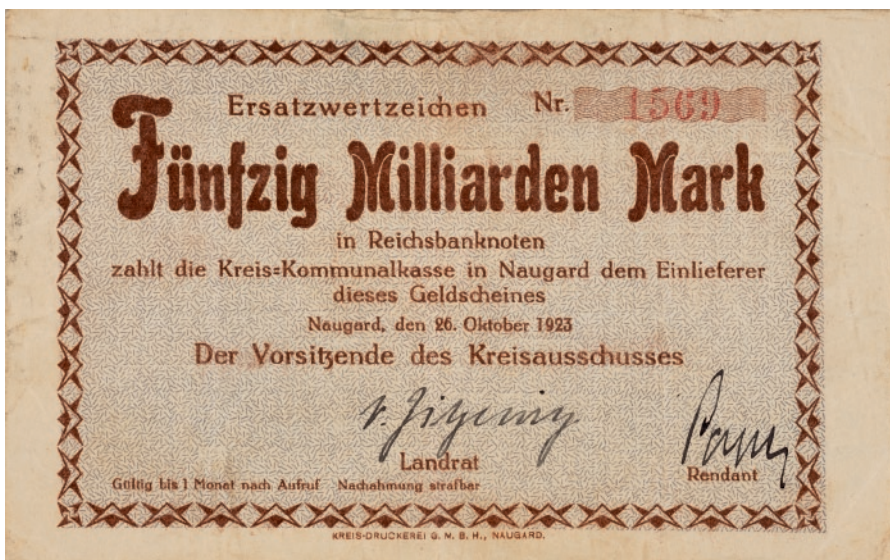 Ersatzwertzeichen Nr. 1569
Fünfzig Milliarden Mark
in Reichsbanknoten
zahlt die Kreis=Kommunalkasse in Naugard dem Einlieferer
dieses Geldscheines
Naugard, den 26. Oktober 1923
Der Vorsitzende des Kreisausschusses
Landrat
Rendant
Gültig bis 1 Monat nach Aufruf Nachahmung strafbar
KREIS-DRUCKEREI G. M. B. H., NAUGARD.